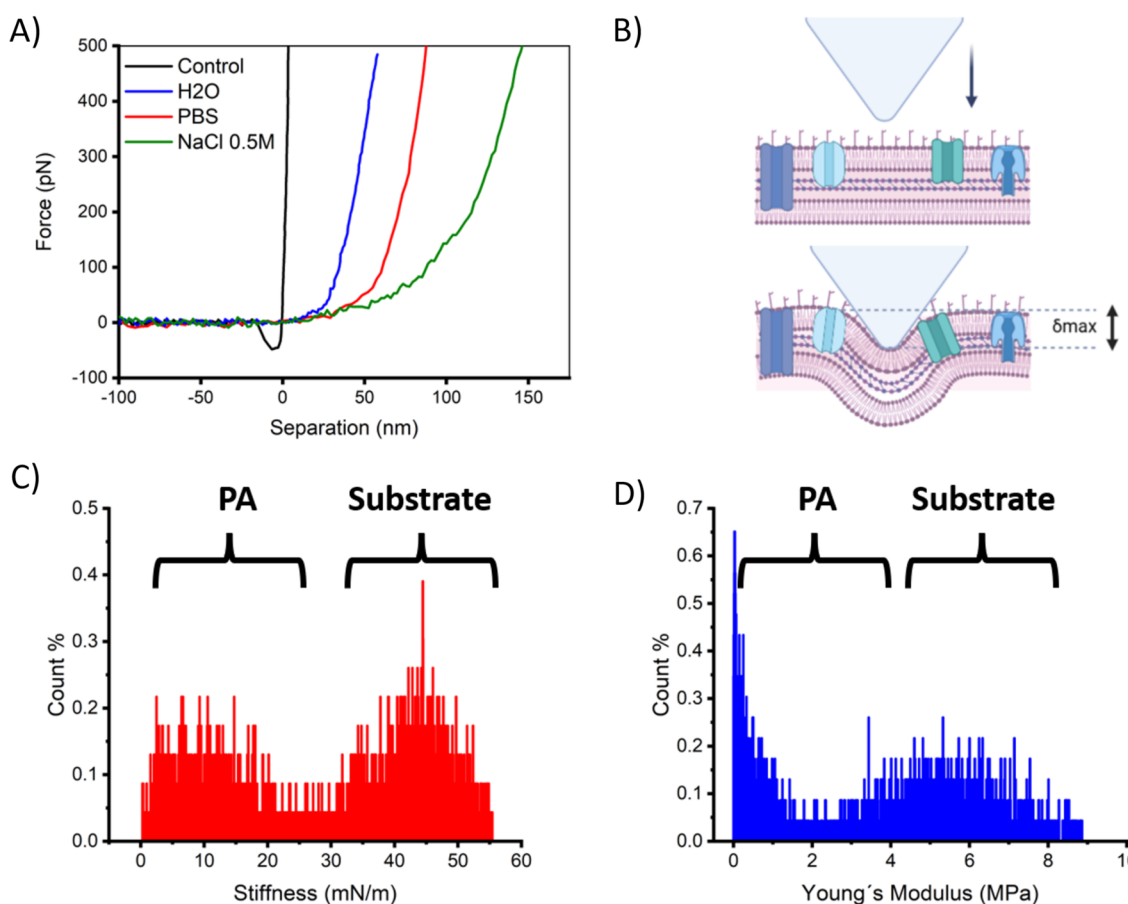 A)
500
400
300
200
100
0
-100
Force (pN)
Control
H2O
PBS
NaCl 0.5M
-100
-50
0
50
100
150
Separation (nm)
B)
δmax
C)
PA
Substrate
0.5
0.4
0.3
0.2
0.1
0.0
Count %
0
10
20
30
40
50
60
Stiffness (mN/m)
D)
PA
Substrate
0.7
0.6
0.5
0.4
0.3
0.2
0.1
0.0
Count %
0
2
4
6
8
10
Young´s Modulus (MPa)